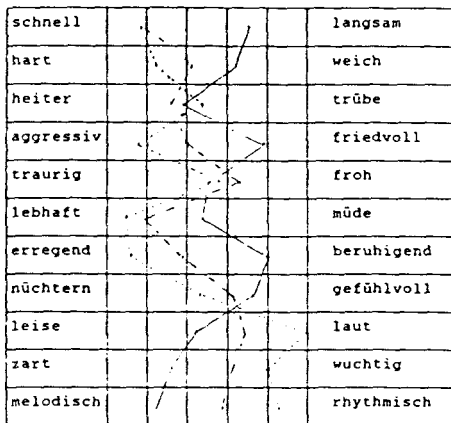 schnell langsam
hart weich
heiter trübe
aggressiv friedvoll
traurig froh
lebhaft müde
erregend beruhigend
nüchtern gefühlvoll
leise laut
zart wuchtig
melodisch rhythmisch